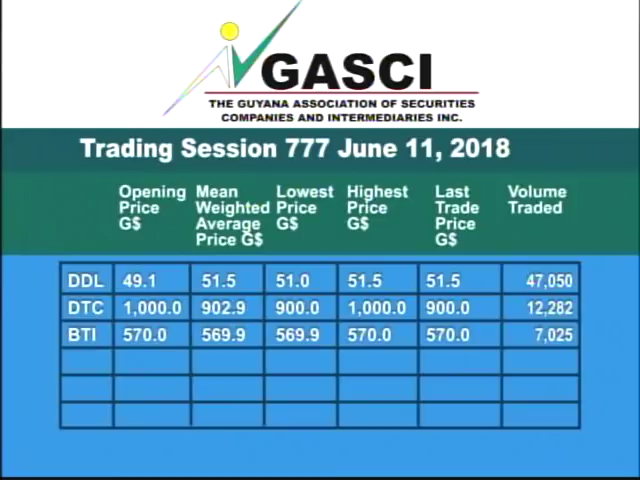 GASCI
THE GUYANA ASSOCIATION OF SECURITIES
COMPANIES AND INTERMEDIARIES INC.
Trading Session 777 June 11, 2018
Opening Price G$ Mean Weighted Average Price G$ Lowest Price G$ Highest Price G$ Last Trade Price G$ Volume Traded
DDL 49.1 51.5 51.0 51.5 51.5 47,050
DTC 1,000.0 902.9 900.0 1,000.0 900.0 12,282
BTI 570.0 569.9 569.9 570.0 570.0 7,025